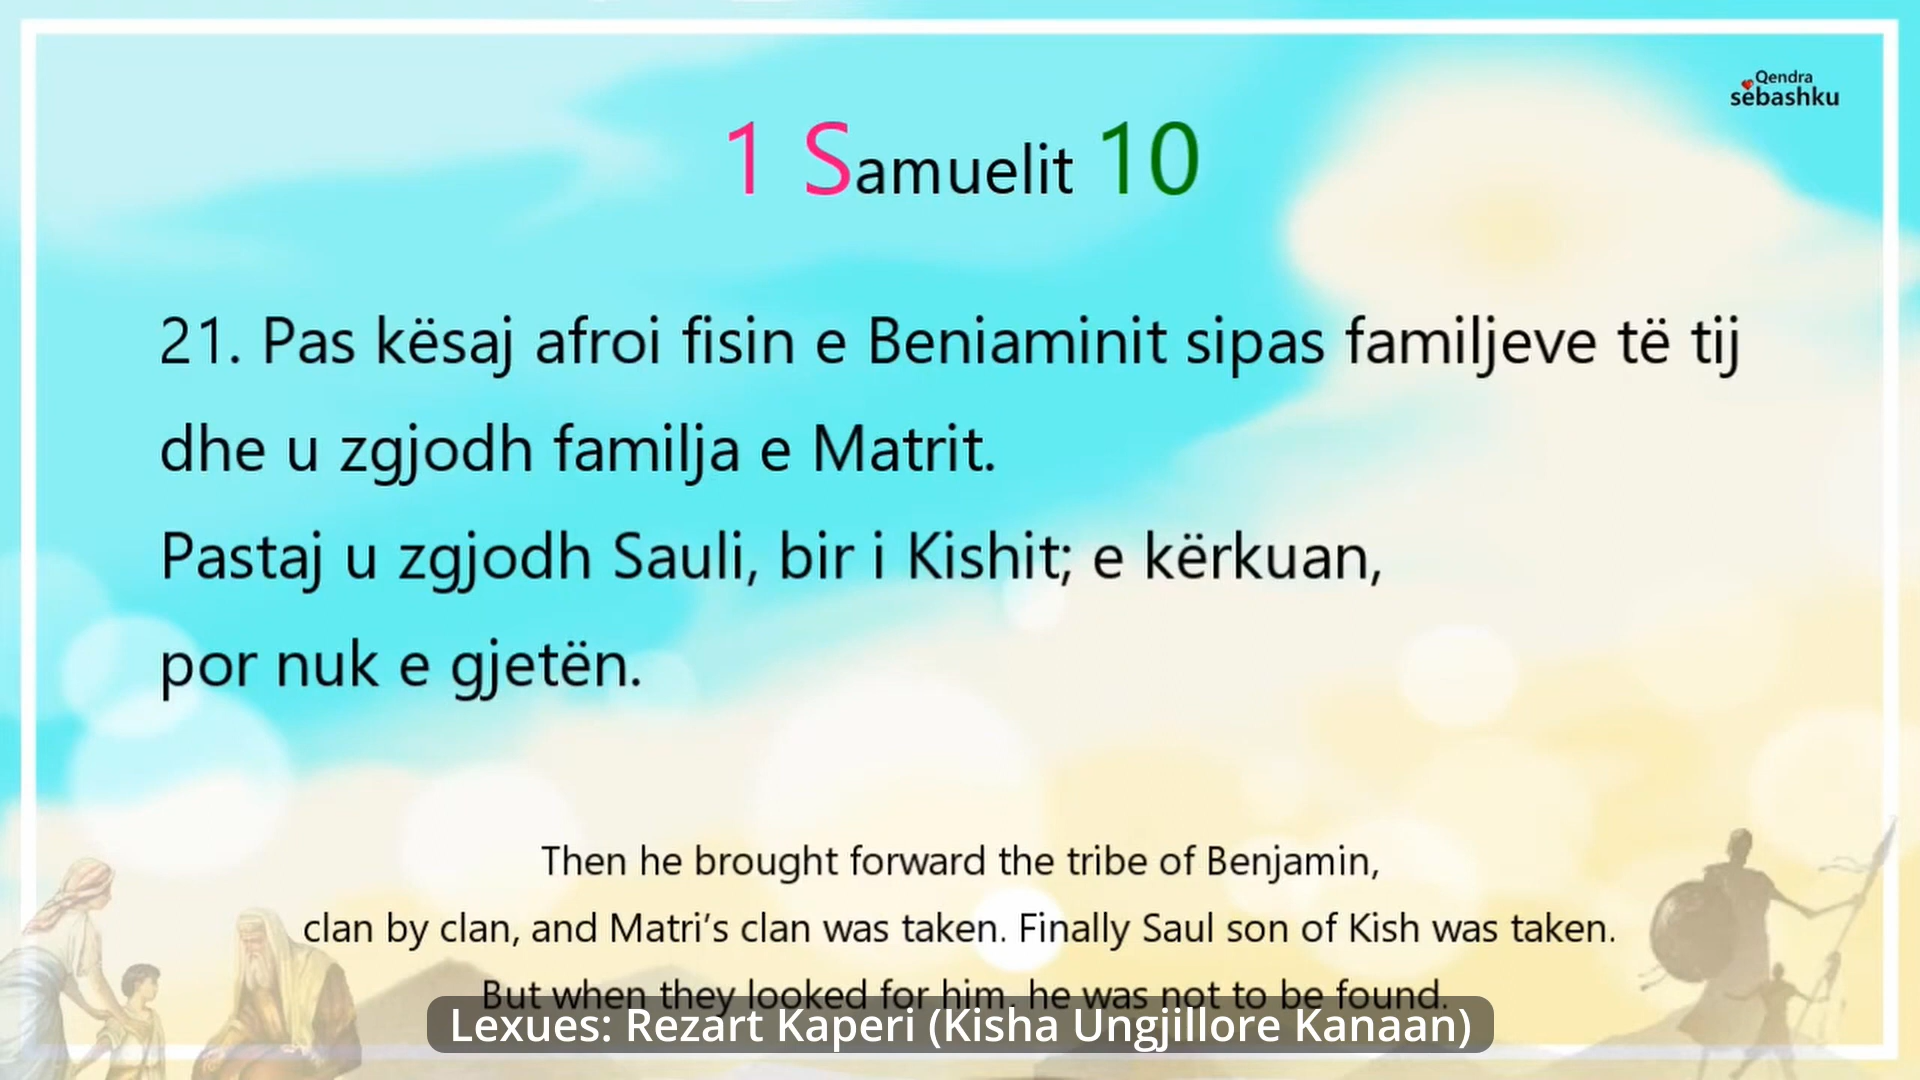 Qendra
sëbashku
1 Samuelit 10
21. Pas kësaj afroi fisin e Beniaminit sipas familjeve të tij
dhe u zgjodh familja e Matrit.
Pastaj u zgjodh Sauli, bir i Kishit; e kërkuan,
por nuk e gjetën.
Then he brought forward the tribe of Benjamin,
clan by clan, and Matri’s clan was taken. Finally Saul son of Kish was taken.
But when they looked for him, he was not to be found.
Lexues: Rezart Kaperi (Kisha Ungjillore Kanaan)